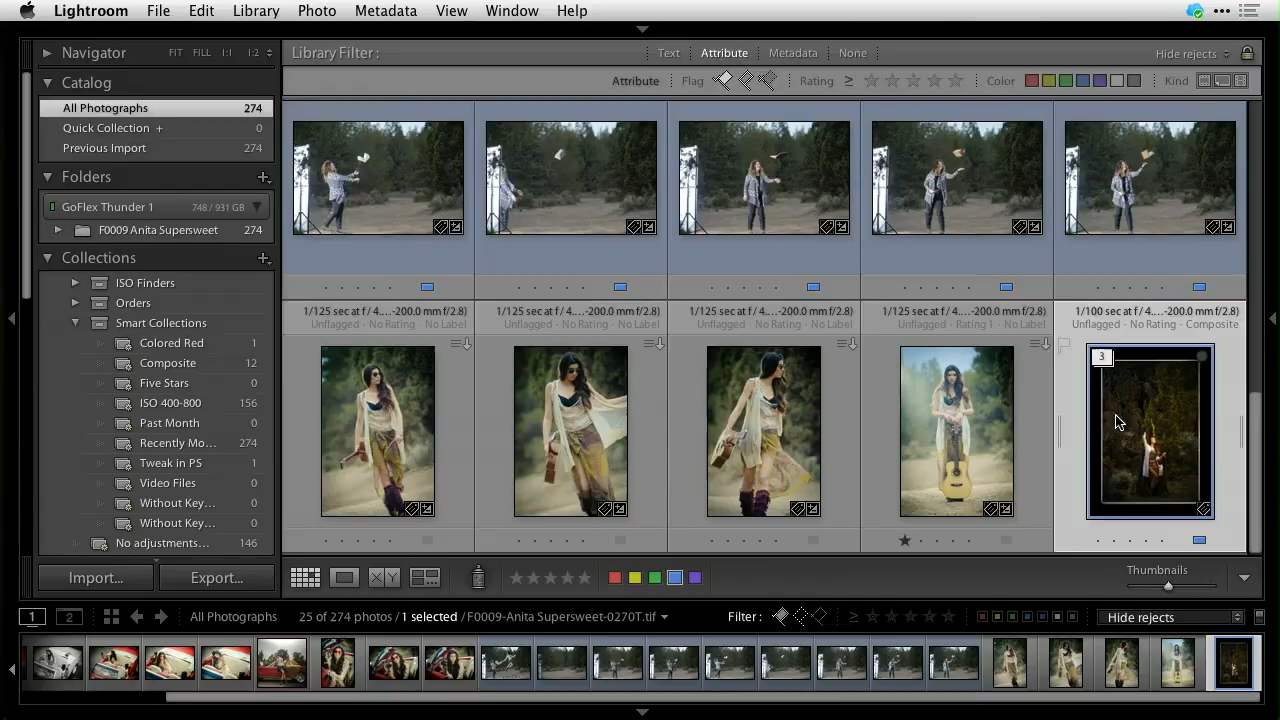 Lightroom File Edit Library Photo Metadata View Window Help
Navigator FIT FILL 1:1 1:2
Library Filter : Text Attribute Metadata None Hide rejects
Catalog
Attribute Flag Rating ≥ Color Kind
All Photographs 274
Quick Collection + 0
Previous Import 274
Folders
GoFlex Thunder 1 748 / 931 GB
F0009 Anita Supersweet 274
Collections
ISO Finders
Orders
Smart Collections
Colored Red 1
Composite 12
Five Stars 0
ISO 400-800 156
Past Month 0
Recently Mo... 274
Tweak in PS 1
Video Files 0
Without Key... 0
Without Key... 0
No adjustments... 146
1/125 sec at f / 4....-200.0 mm f/2.8)
Unflagged - No Rating - No Label
1/125 sec at f / 4....-200.0 mm f/2.8)
Unflagged - No Rating - No Label
1/125 sec at f / 4....-200.0 mm f/2.8)
Unflagged - No Rating - No Label
1/125 sec at f / 4....-200.0 mm f/2.8)
Unflagged - Rating 1 - No Label
1/100 sec at f / 4....-200.0 mm f/2.8)
Unflagged - No Rating - Composite
3
Import... Export...
XY
Thumbnails
1 2 All Photographs 25 of 274 photos / 1 selected / F0009-Anita Supersweet-0270T.tif Filter : ≥ Hide rejects